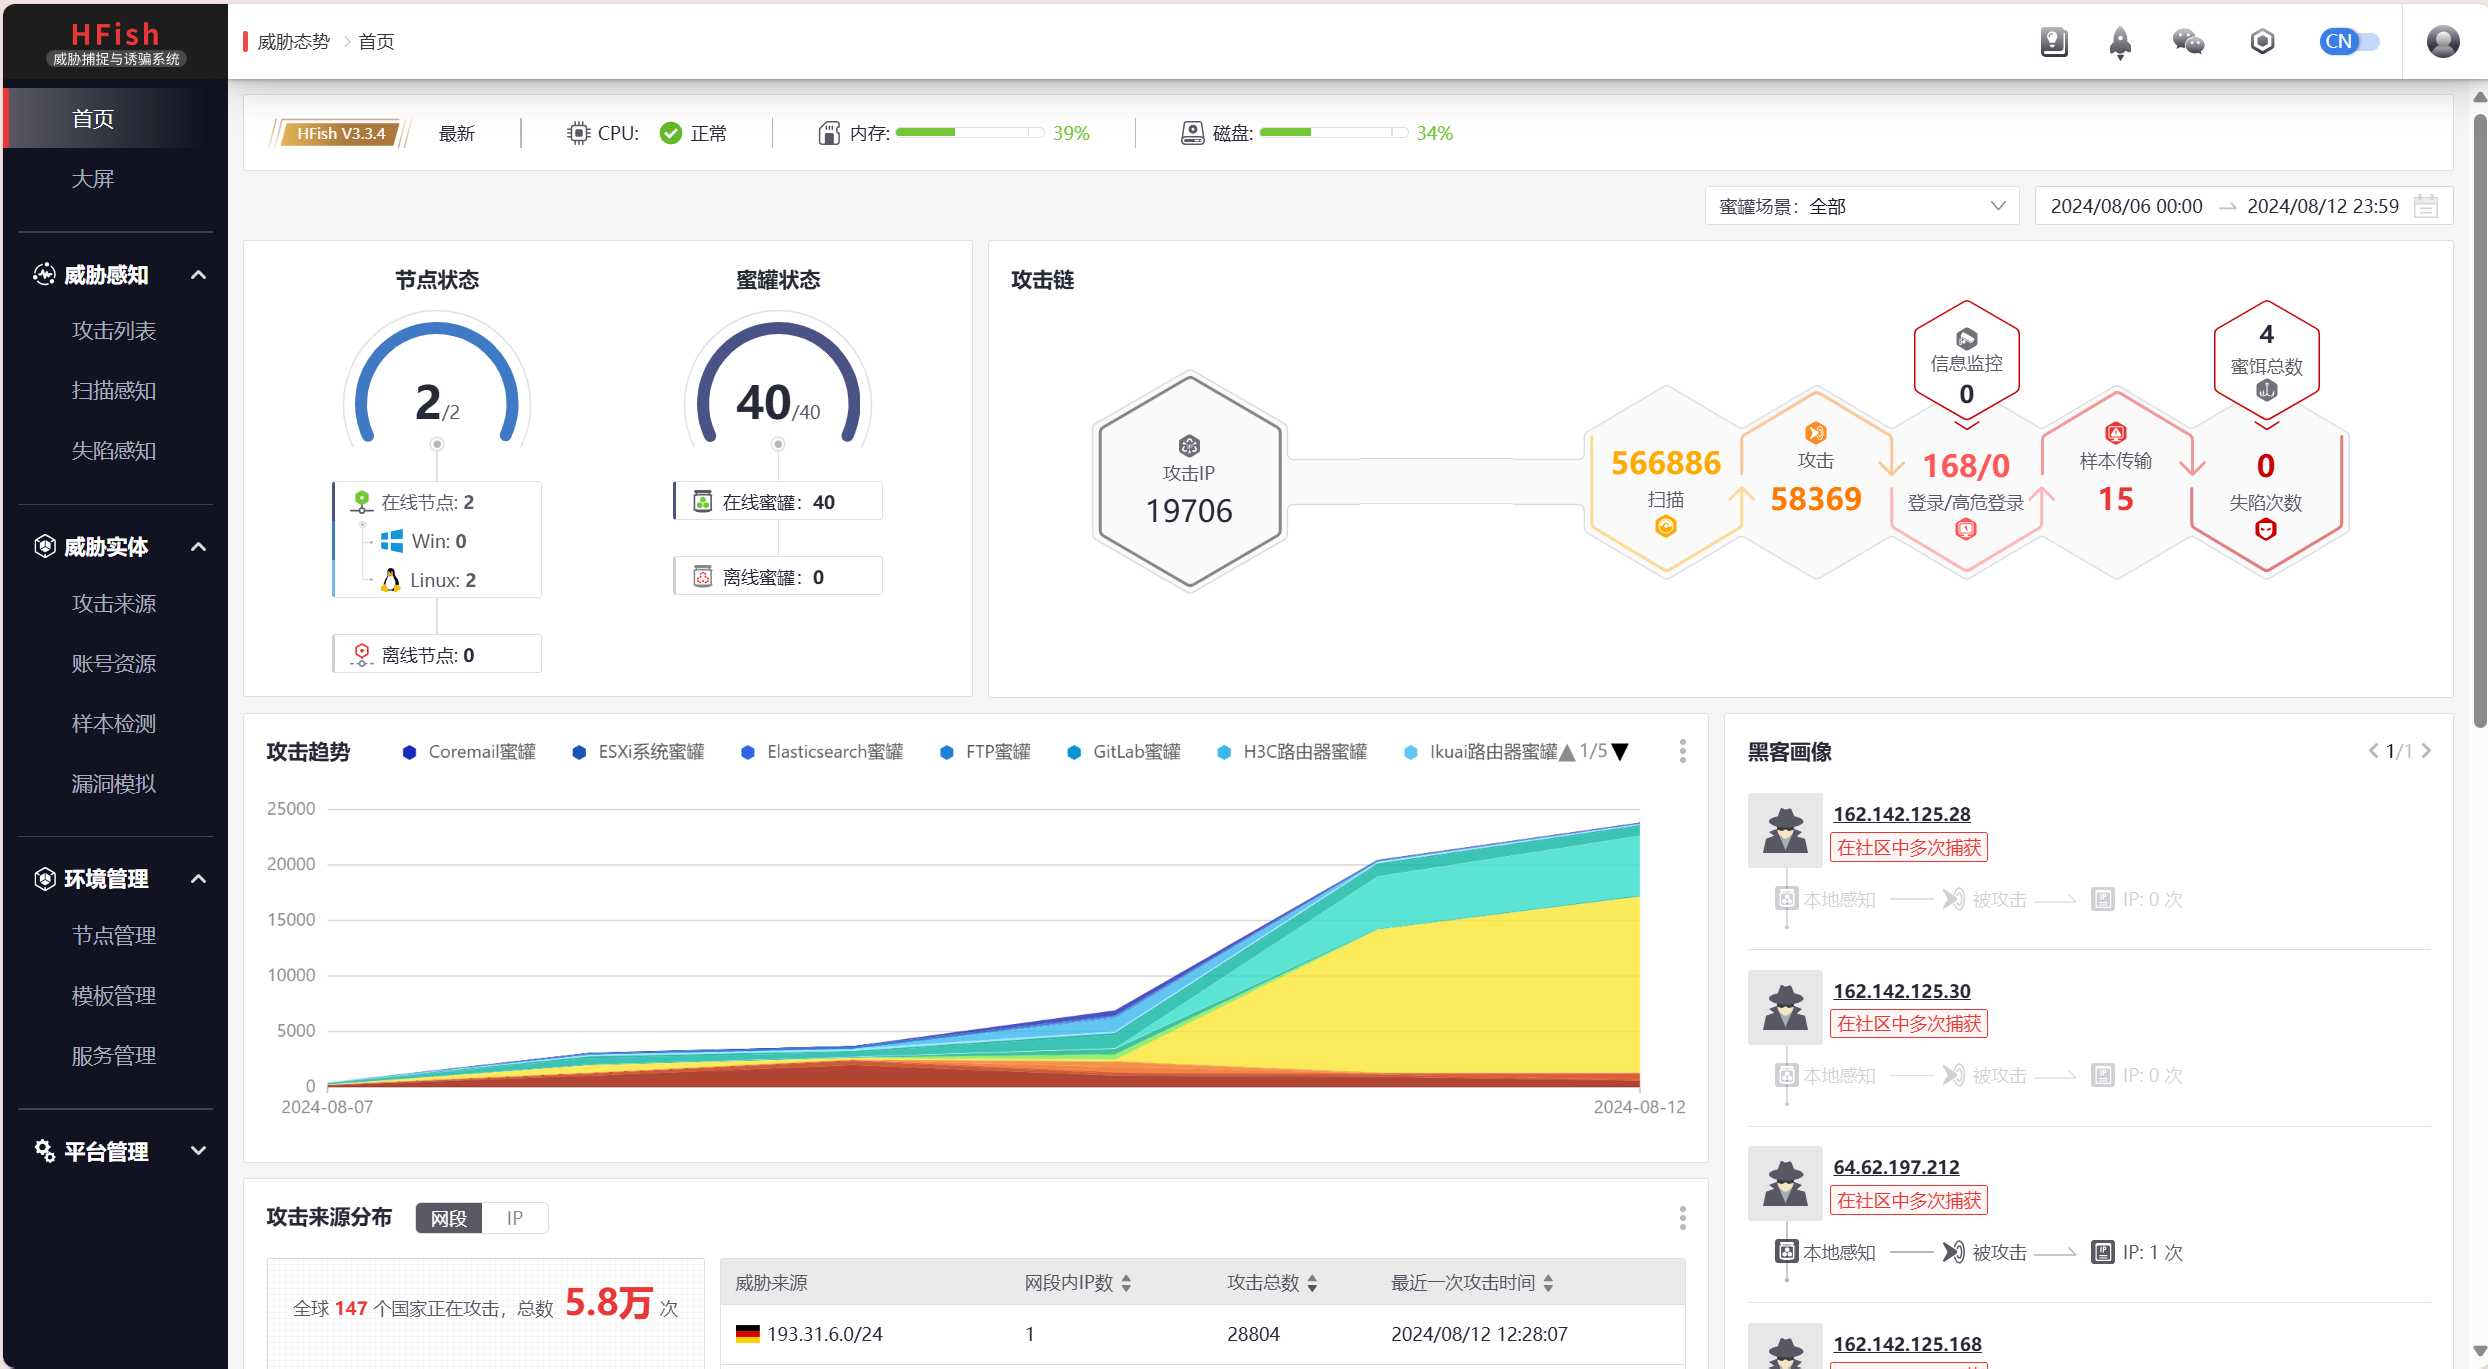 HFish
威胁捕捉与诱骗系统
首页
大屏
威胁感知
攻击列表
扫描感知
失陷感知
威胁实体
攻击来源
账号资源
样本检测
漏洞模拟
环境管理
节点管理
模板管理
服务管理
平台管理
威胁态势 > 首页
CN
HFish V3.3.4 最新 CPU: 正常 内存: 39% 磁盘: 34%
蜜罐场景: 全部 2024/08/06 00:00 → 2024/08/12 23:59
节点状态
2/2
在线节点: 2
Win: 0
Linux: 2
离线节点: 0
蜜罐状态
40/40
在线蜜罐: 40
离线蜜罐: 0
攻击链
攻击IP
19706
566886
扫描
攻击
58369
信息监控
0
168/0
登录/高危登录
样本传输
15
4
蜜饵总数
0
失陷次数
攻击趋势 Coremail蜜罐 ESXi系统蜜罐 Elasticsearch蜜罐 FTP蜜罐 GitLab蜜罐 H3C路由器蜜罐 Ikuai路由器蜜罐 ▲ 1/5 ▼
25000
20000
15000
10000
5000
0
2024-08-07 2024-08-12
攻击来源分布 网段 IP
全球 147 个国家正在攻击，总数 5.8万 次
威胁来源 网段内IP数 攻击总数 最近一次攻击时间
193.31.6.0/24 1 28804 2024/08/12 12:28:07
黑客画像 < 1/1 >
162.142.125.28
在社区中多次捕获
本地感知 被攻击 IP: 0 次
162.142.125.30
在社区中多次捕获
本地感知 被攻击 IP: 0 次
64.62.197.212
在社区中多次捕获
本地感知 被攻击 IP: 1 次
162.142.125.168